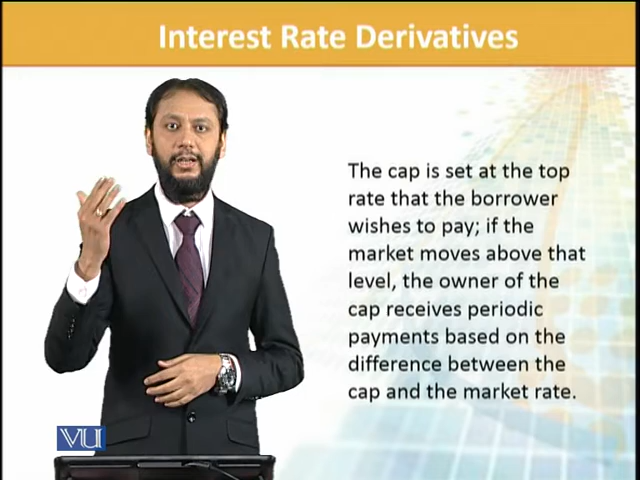 Interest Rate Derivatives
The cap is set at the top
rate that the borrower
wishes to pay; if the
market moves above that
level, the owner of the
cap receives periodic
payments based on the
difference between the
cap and the market rate.
VU